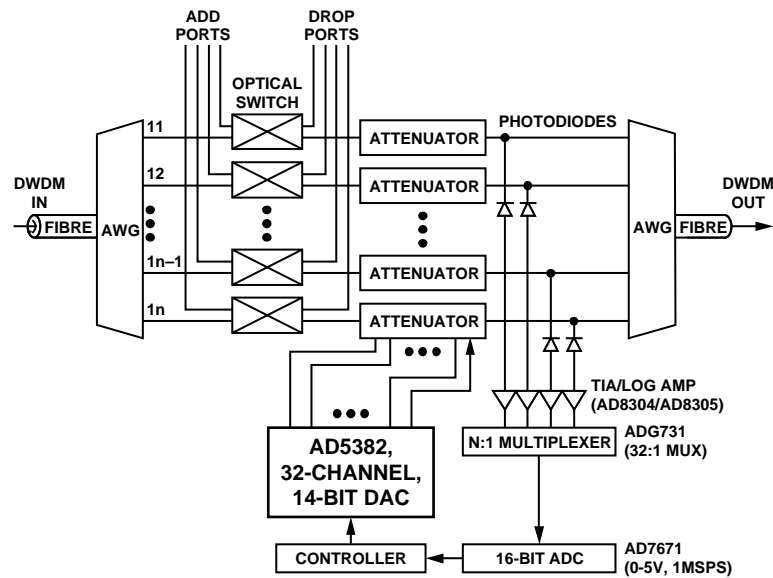 ADD
PORTS
DROP
PORTS
OPTICAL
SWITCH
PHOTODIODES
11
ATTENUATOR
12
ATTENUATOR
DWDM
IN
FIBRE
AWG
DWDM
OUT
AWG
FIBRE
1n–1
ATTENUATOR
1n
ATTENUATOR
TIA/LOG AMP
(AD8304/AD8305)
AD5382,
32-CHANNEL,
14-BIT DAC
N:1 MULTIPLEXER
ADG731
(32:1 MUX)
CONTROLLER
16-BIT ADC
AD7671
(0-5V, 1MSPS)